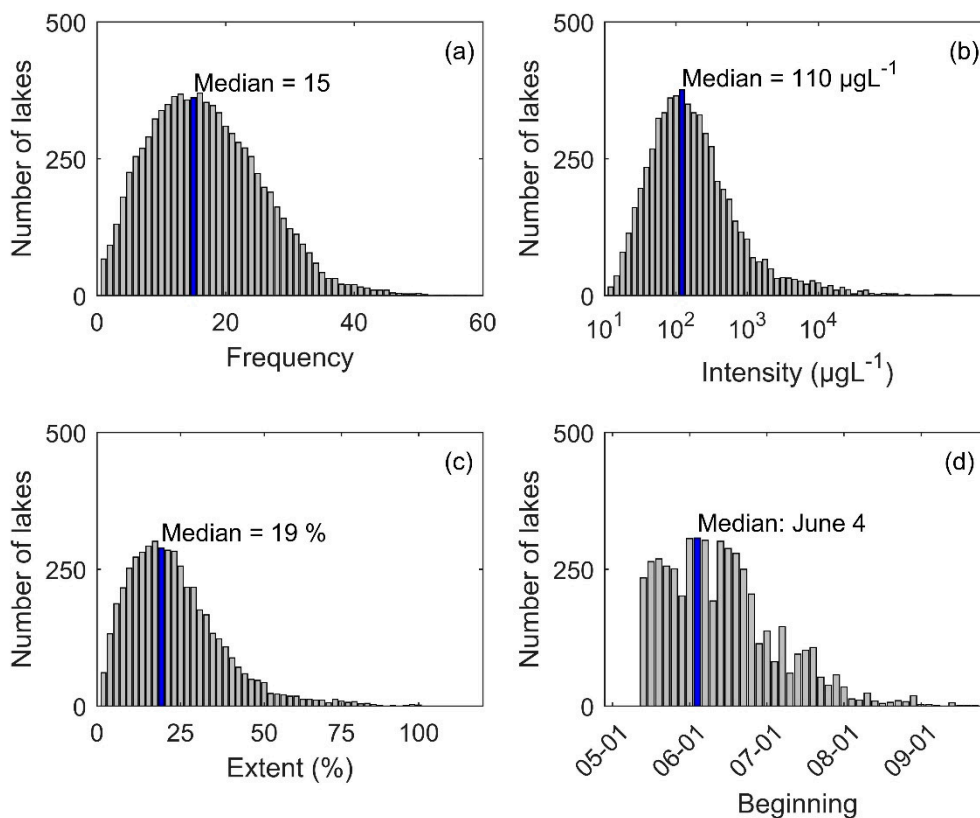 500
250
0
Number of lakes
(a)
Median = 15
0
20
40
60
Frequency
500
250
0
Number of lakes
(b)
Median = 110 µgL⁻¹
10¹
10²
10³
10⁴
Intensity (µgL⁻¹)
500
250
0
Number of lakes
(c)
Median = 19 %
0
25
50
75
100
Extent (%)
500
250
0
Number of lakes
(d)
Median: June 4
05-01
06-01
07-01
08-01
09-01
Beginning